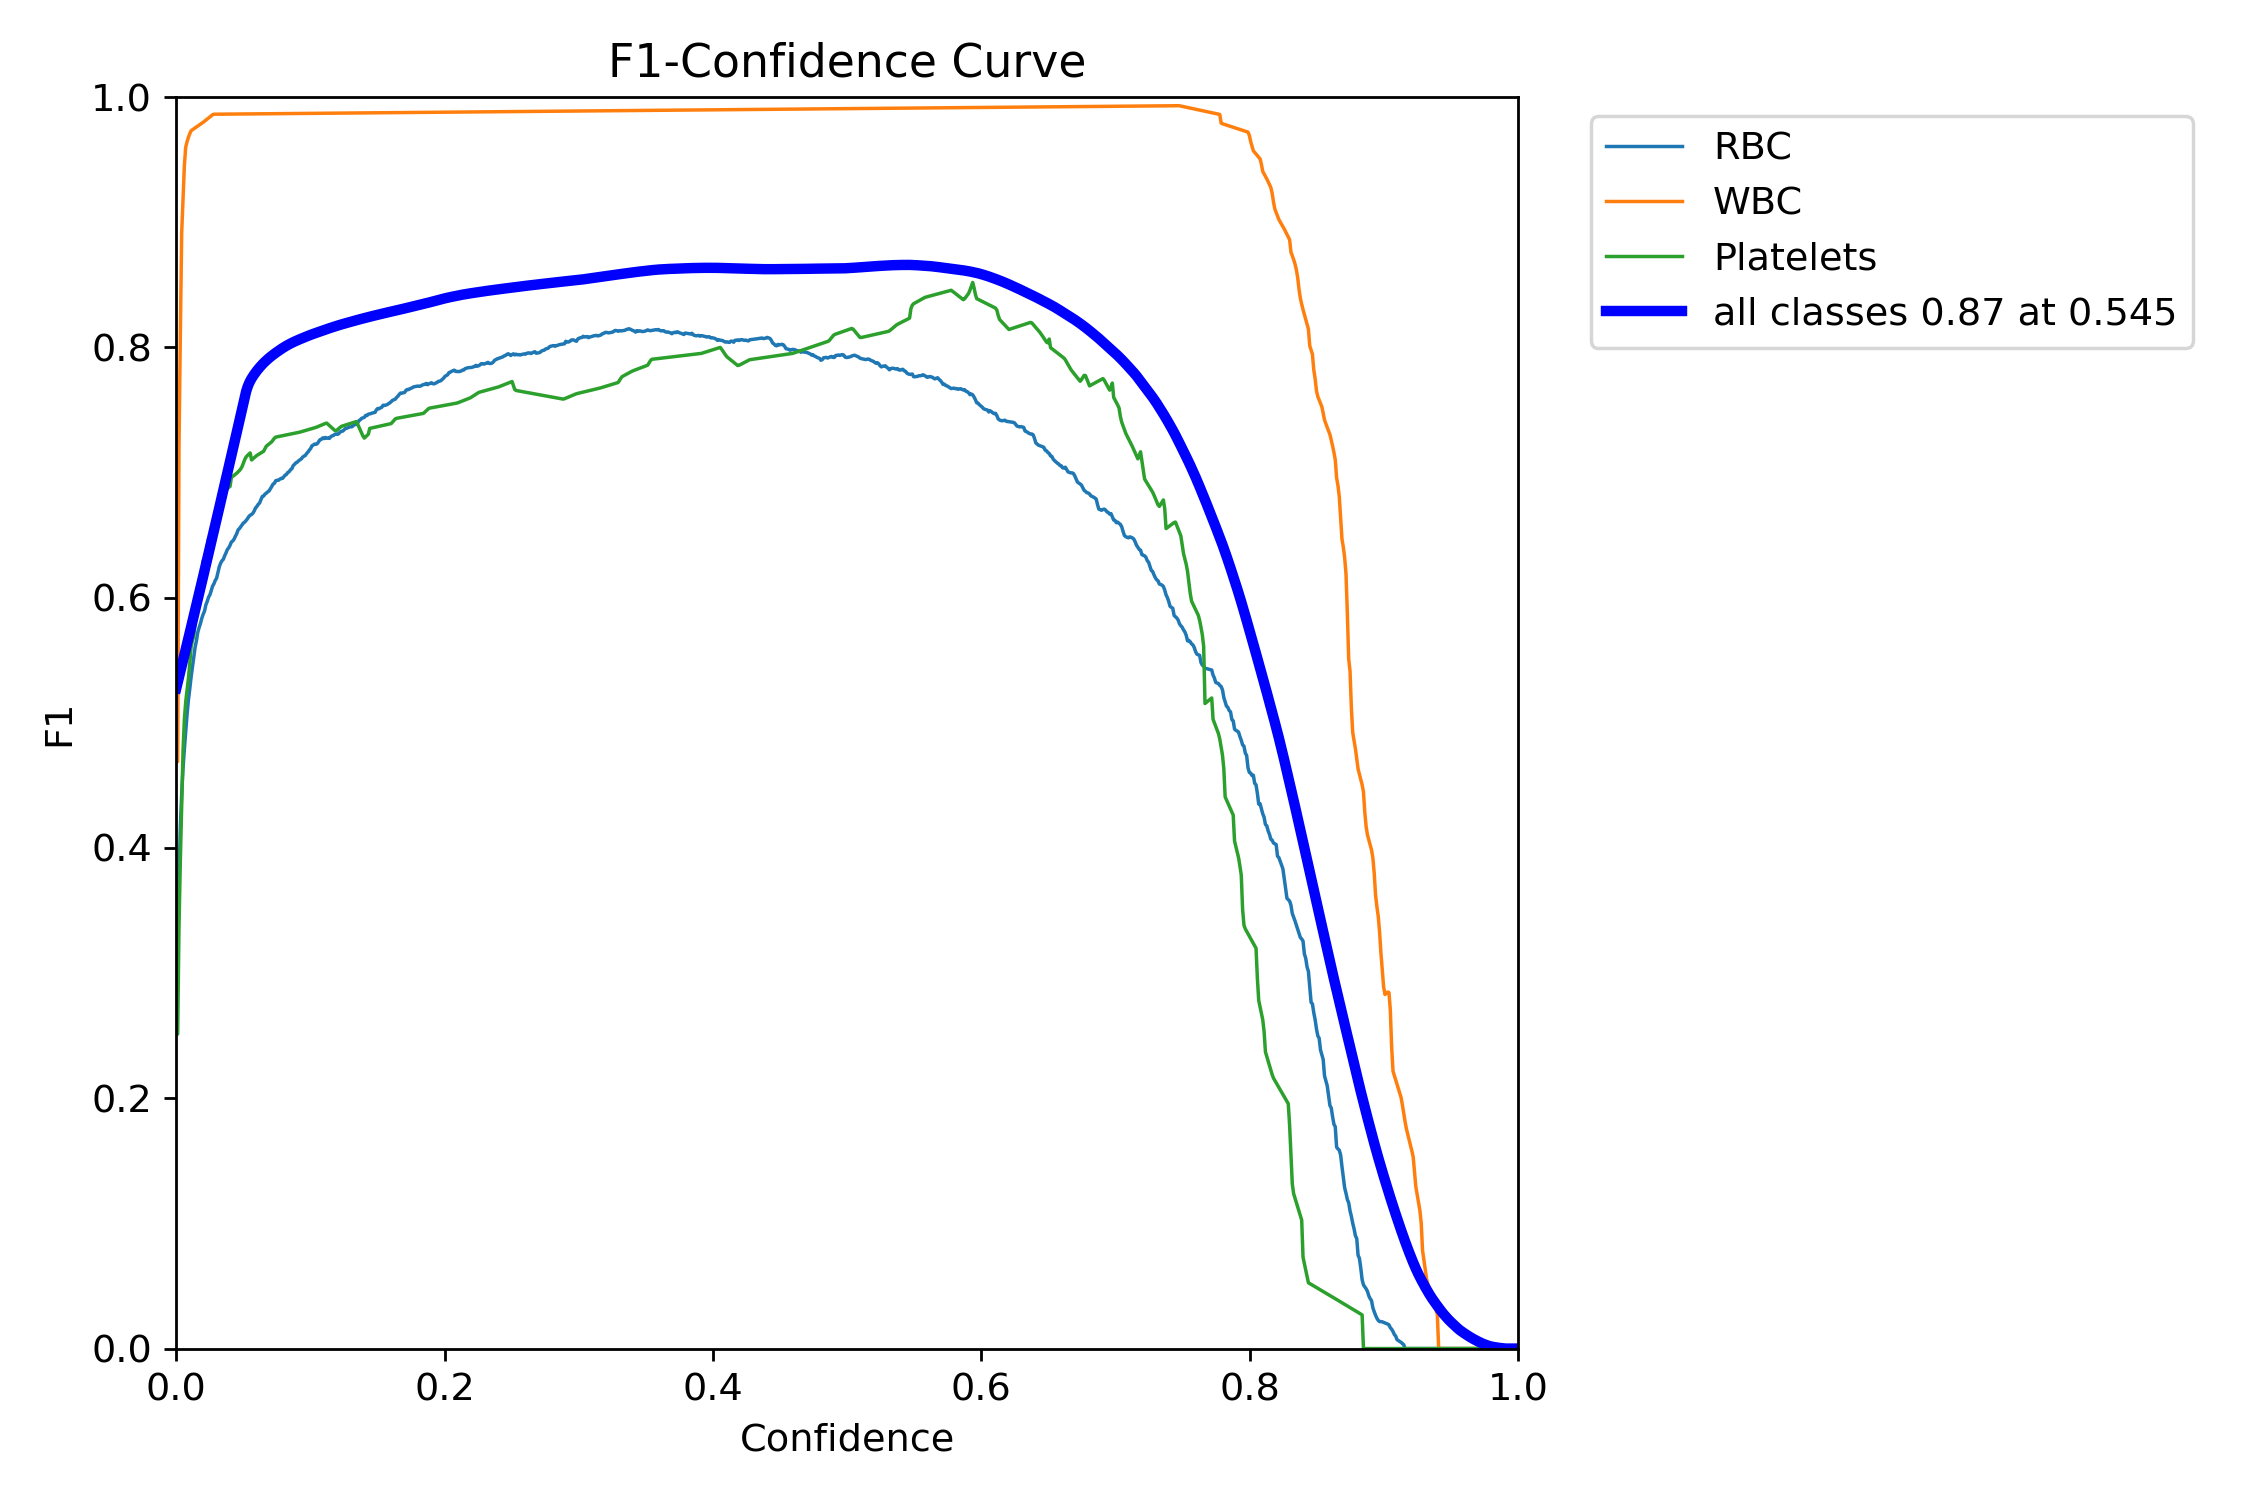 F1-Confidence Curve
1.0
0.8
0.6
0.4
0.2
0.0
F1
0.0 0.2 0.4 0.6 0.8 1.0
Confidence
RBC
WBC
Platelets
all classes 0.87 at 0.545